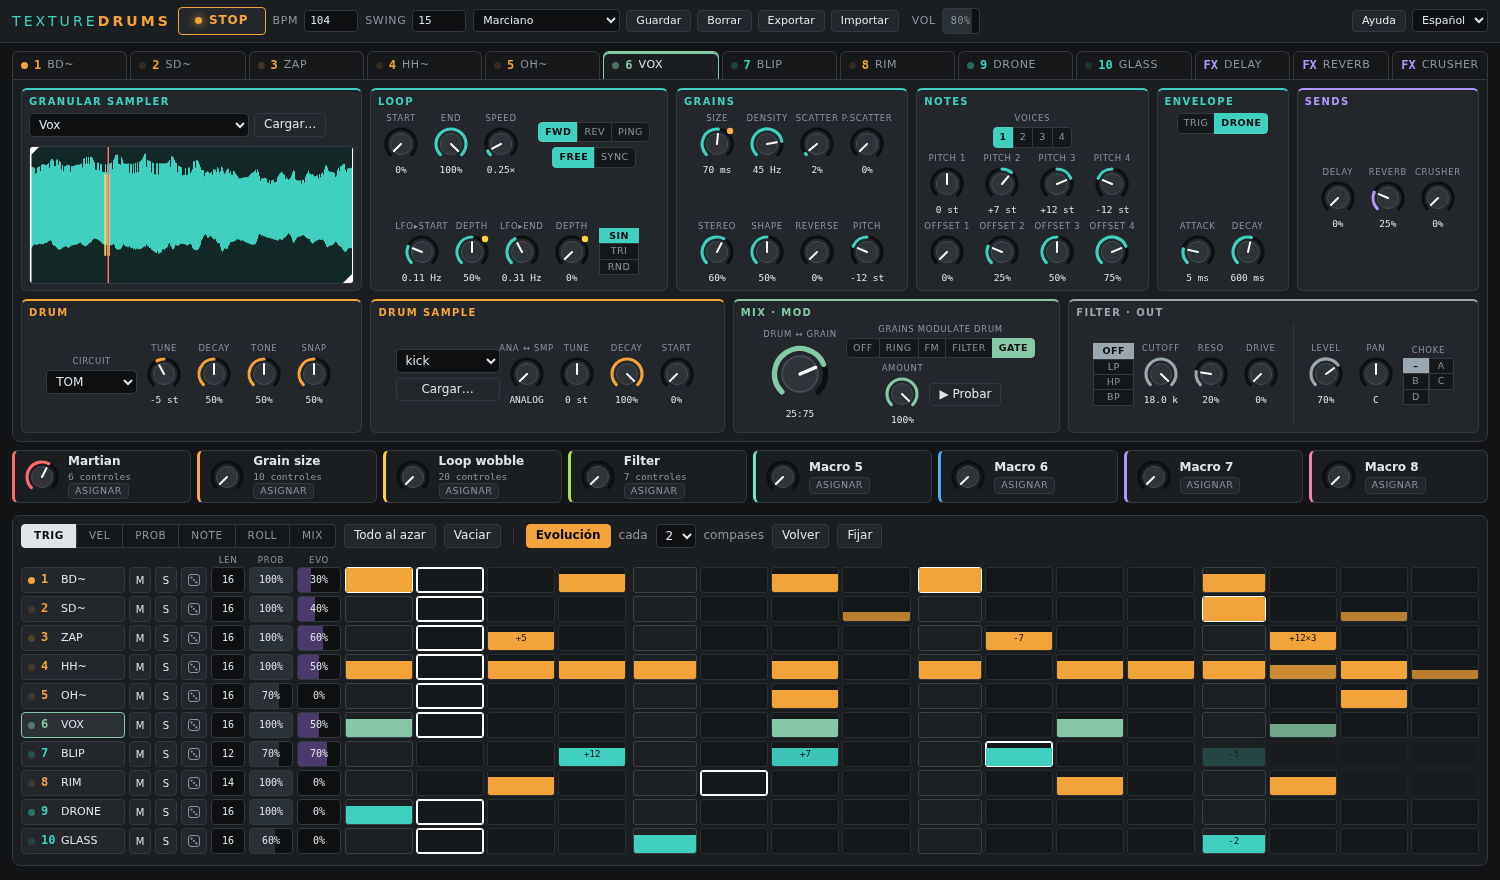 TEXTUREDRUMS STOP BPM 104 SWING 15 Marciano Guardar Borrar Exportar Importar VOL 80% Ayuda Español
1 BD~ 2 SD~ 3 ZAP 4 HH~ 5 OH~ 6 VOX 7 BLIP 8 RIM 9 DRONE 10 GLASS FX DELAY FX REVERB FX CRUSHER
GRANULAR SAMPLER
Vox Cargar...
LOOP
START END SPEED
FWD REV PING
FREE SYNC
0% 100% 0.25×
LFO▸START DEPTH LFO▸END DEPTH
SIN
TRI
RND
0.11 Hz 50% 0.31 Hz 0%
GRAINS
SIZE DENSITY SCATTER P.SCATTER
70 ms 45 Hz 2% 0%
STEREO SHAPE REVERSE PITCH
60% 50% 0% -12 st
NOTES
VOICES
1 2 3 4
PITCH 1 PITCH 2 PITCH 3 PITCH 4
0 st +7 st +12 st -12 st
OFFSET 1 OFFSET 2 OFFSET 3 OFFSET 4
0% 25% 50% 75%
ENVELOPE
TRIG DRONE
ATTACK DECAY
5 ms 600 ms
SENDS
DELAY REVERB CRUSHER
0% 25% 0%
DRUM
CIRCUIT
TOM
TUNE DECAY TONE SNAP
-5 st 50% 50% 50%
DRUM SAMPLE
kick
Cargar...
ANA ↔ SMP TUNE DECAY START
ANALOG 0 st 100% 0%
MIX · MOD
DRUM ↔ GRAIN
25:75
GRAINS MODULATE DRUM
OFF RING FM FILTER GATE
AMOUNT
100%
▶ Probar
FILTER · OUT
OFF
LP
HP
BP
CUTOFF RESO DRIVE
18.0 k 20% 0%
LEVEL PAN
70% C
CHOKE
– A
B C
D
Martian
6 controles
ASIGNAR
Grain size
10 controles
ASIGNAR
Loop wobble
20 controles
ASIGNAR
Filter
7 controles
ASIGNAR
Macro 5
ASIGNAR
Macro 6
ASIGNAR
Macro 7
ASIGNAR
Macro 8
ASIGNAR
TRIG VEL PROB NOTE ROLL MIX Todo al azar Vaciar Evolución cada 2 compases Volver Fijar
LEN PROB EVO
1 BD~ M S 16 100% 30%
2 SD~ M S 16 100% 40%
3 ZAP M S 16 100% 60% +5 -7 +12×3
4 HH~ M S 16 100% 50%
5 OH~ M S 16 70% 0%
6 VOX M S 16 100% 50%
7 BLIP M S 12 70% 70% +12 +7 -5
8 RIM M S 14 100% 0%
9 DRONE M S 16 100% 0%
10 GLASS M S 16 60% 0% -2